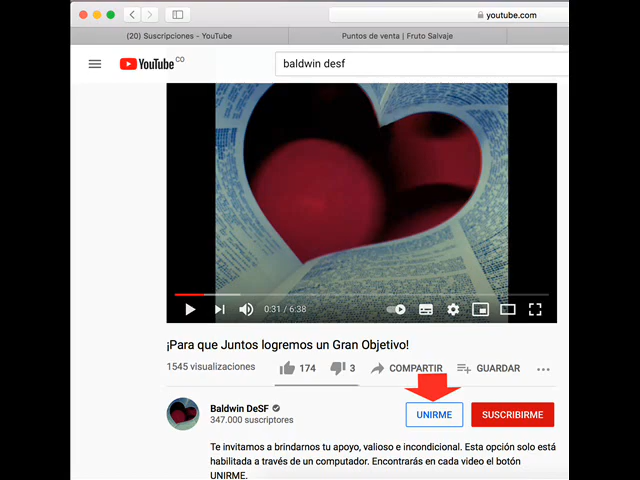 youtube.com
(20) Suscripciones - YouTube
Puntos de venta | Fruto Salvaje
YouTube CO
baldwin desf
0:31 / 6:38
¡Para que Juntos logremos un Gran Objetivo!
1545 visualizaciones 174 3 COMPARTIR GUARDAR
Baldwin DeSF
347.000 suscriptores
UNIRME
SUSCRIBIRME
Te invitamos a brindarnos tu apoyo, valioso e incondicional. Esta opción solo está
habilitada a través de un computador. Encontrarás en cada video el botón
UNIRME.